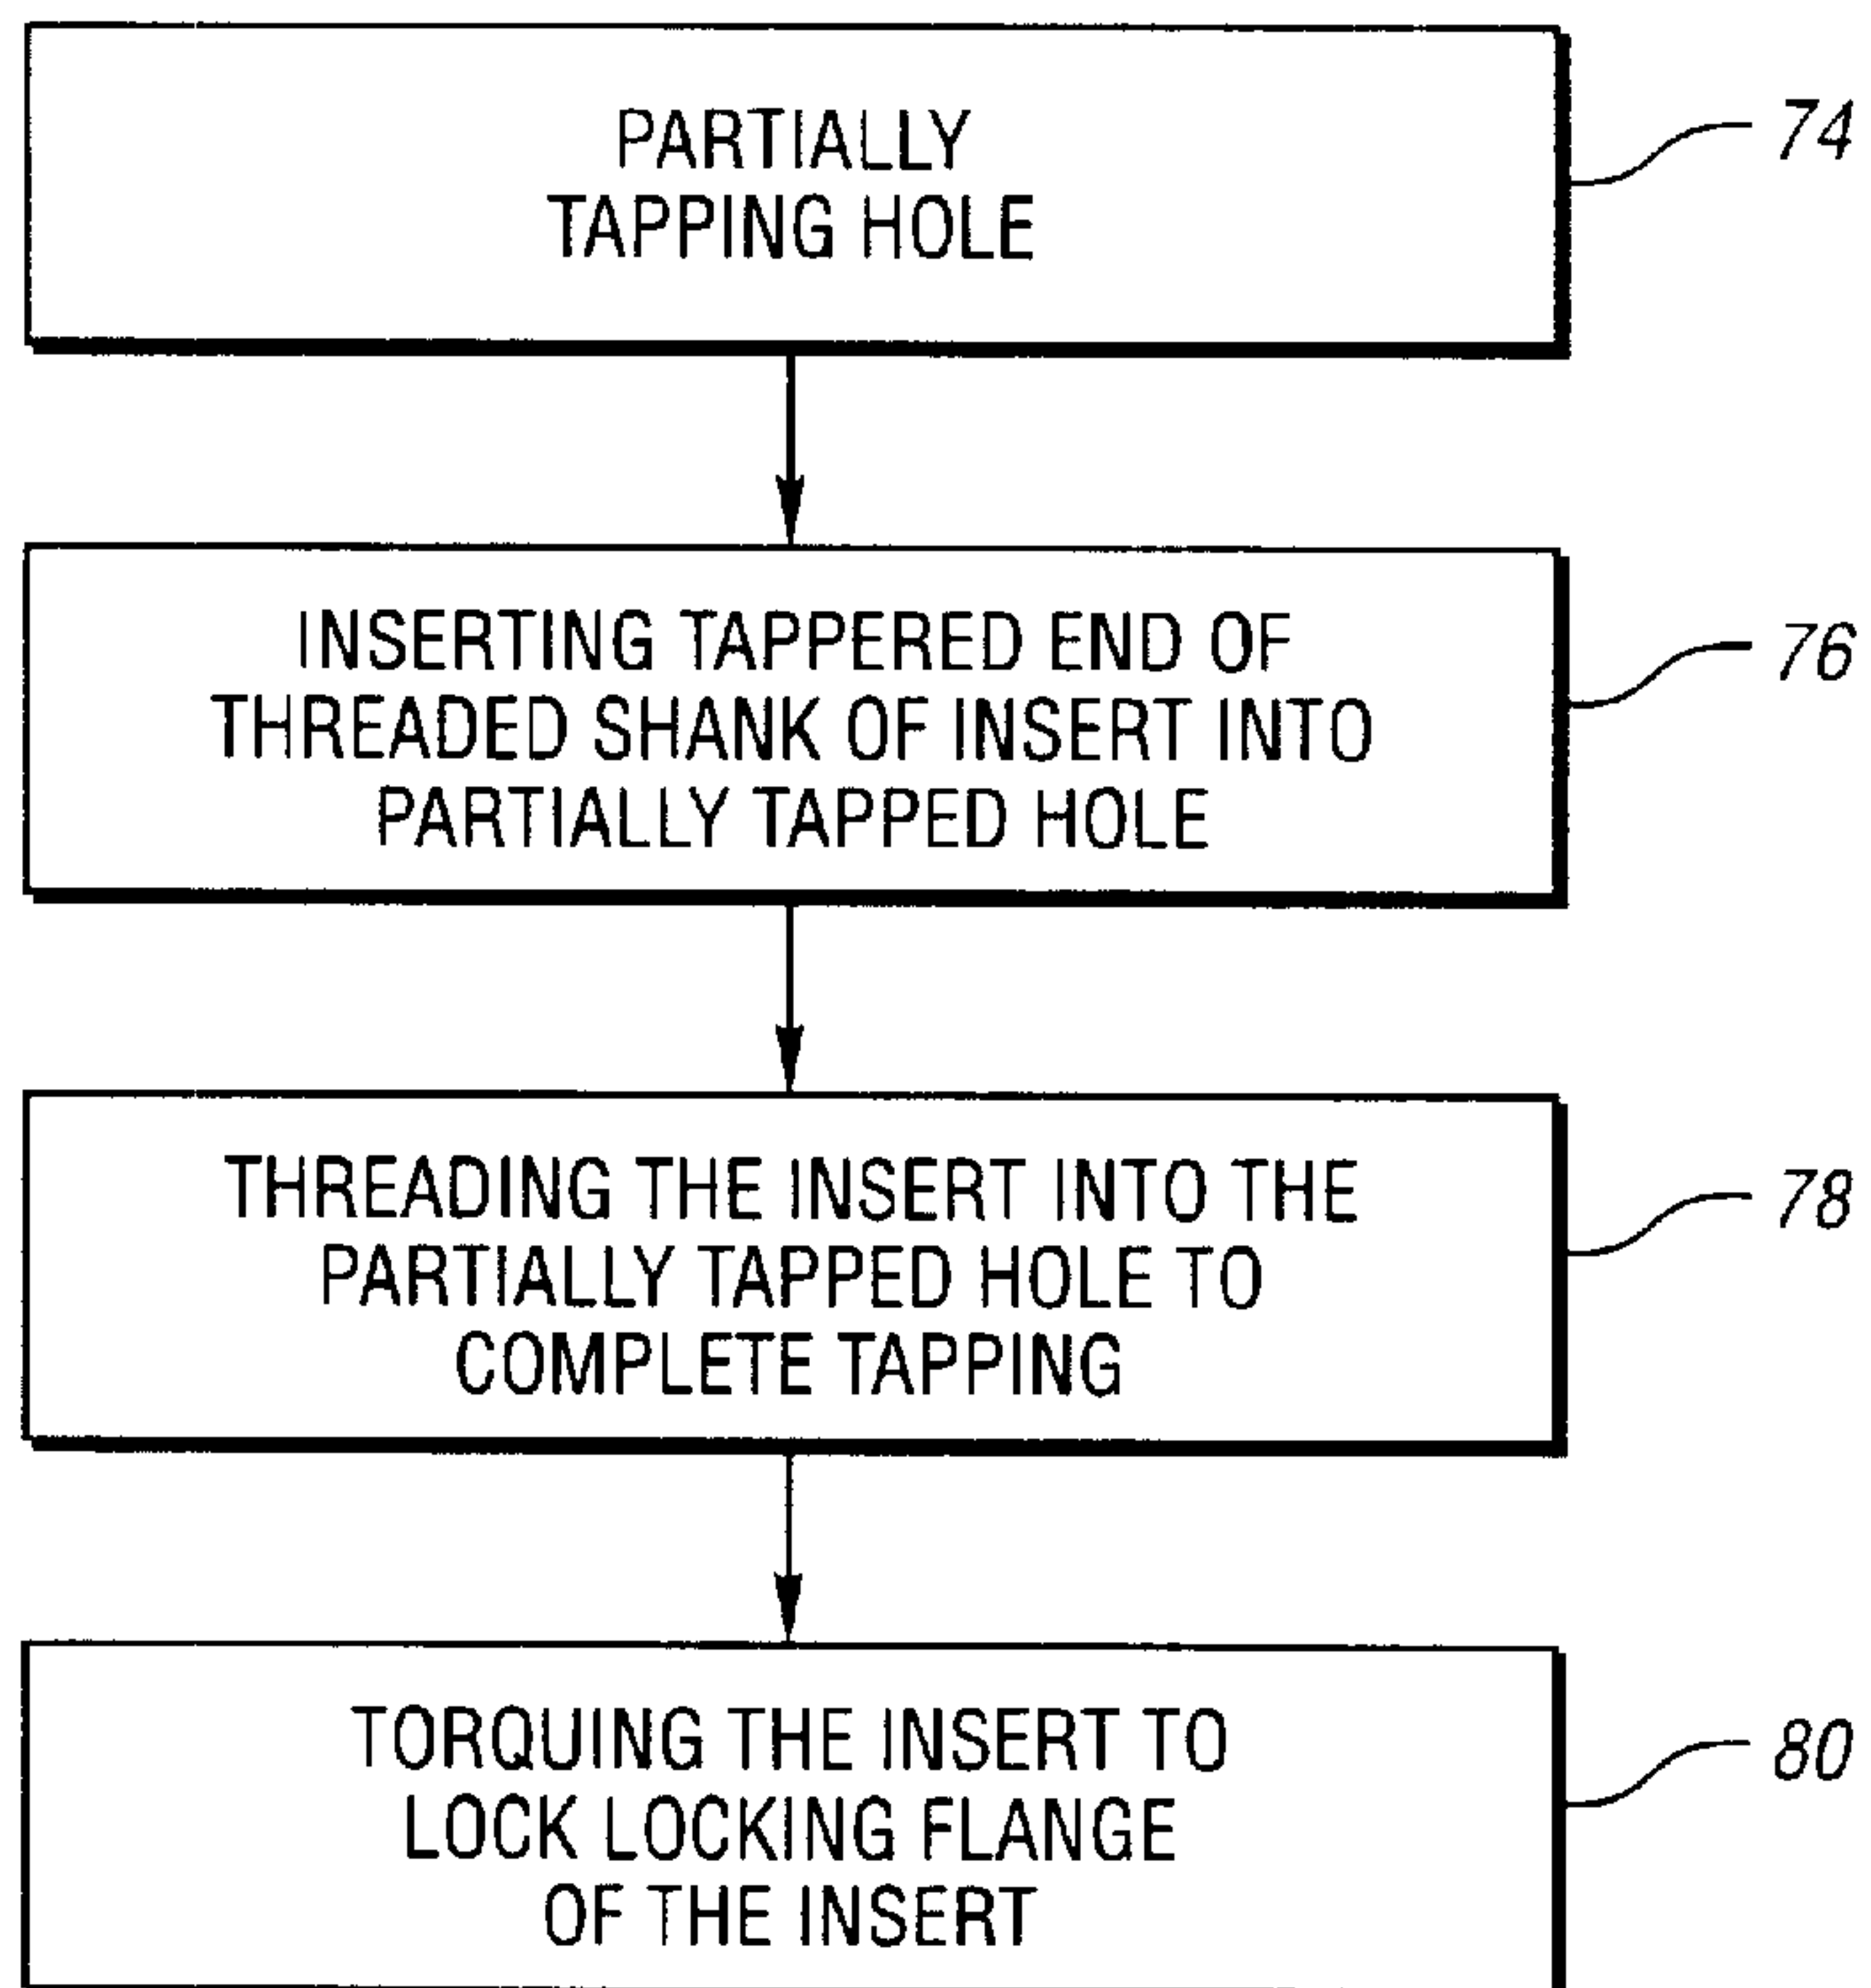 PARTIALLY
TAPPING HOLE
74
INSERTING TAPPERED END OF
THREADED SHANK OF INSERT INTO
PARTIALLY TAPPED HOLE
76
THREADING THE INSERT INTO THE
PARTIALLY TAPPED HOLE TO
COMPLETE TAPPING
78
TORQUING THE INSERT TO
LOCK LOCKING FLANGE
OF THE INSERT
80